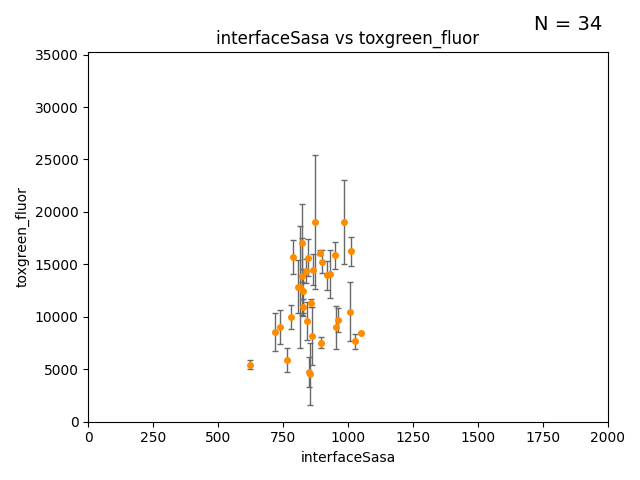 N = 34
interfaceSasa vs toxgreen_fluor
35000
30000
25000
20000
15000
10000
5000
0
toxgreen_fluor
0 250 500 750 1000 1250 1500 1750 2000
interfaceSasa